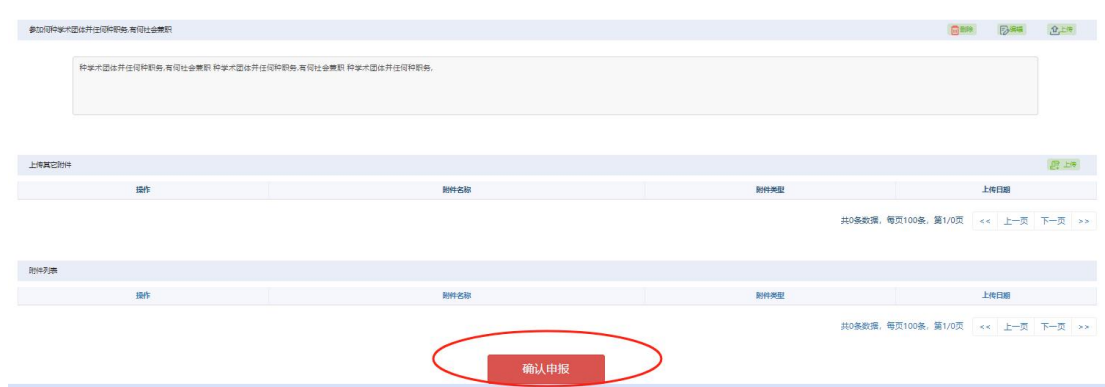 参加何种学术团体并任何种职务,有何社会兼职 删除 编辑 上传
种学术团体并任何种职务,有何社会兼职 种学术团体并任何种职务,有何社会兼职 种学术团体并任何种职务,
上传其它附件 上传
操作 附件名称 附件类型 上传日期
共0条数据，每页100条，第1/0页 << 上一页 下一页 >>
附件列表
操作 附件名称 附件类型 上传日期
共0条数据，每页100条，第1/0页 << 上一页 下一页 >>
确认申报